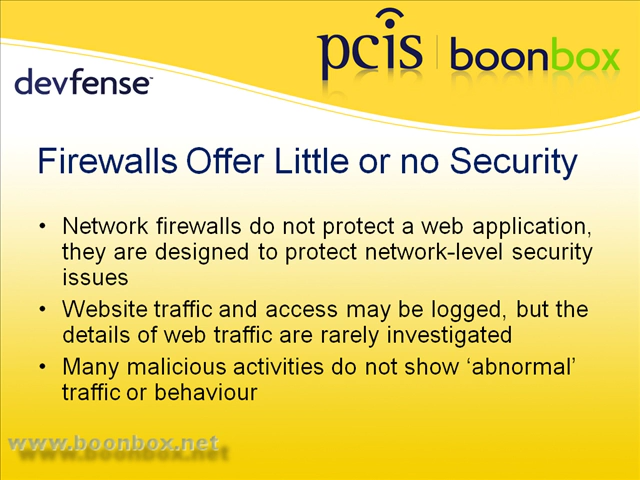 pcis | boonbox
devfense™
Firewalls Offer Little or no Security
• Network firewalls do not protect a web application,
they are designed to protect network-level security
issues
• Website traffic and access may be logged, but the
details of web traffic are rarely investigated
• Many malicious activities do not show ‘abnormal’
traffic or behaviour
www.boonbox.net